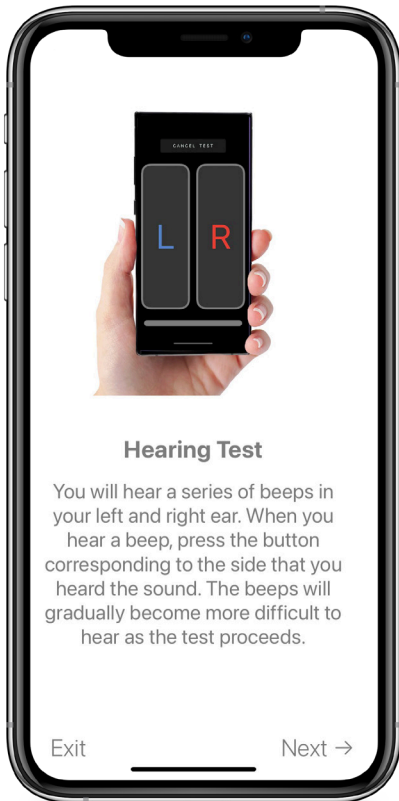 CANCEL TEST
L R
Hearing Test
You will hear a series of beeps in
your left and right ear. When you
hear a beep, press the button
corresponding to the side that you
heard the sound. The beeps will
gradually become more difficult to
hear as the test proceeds.
Exit Next →